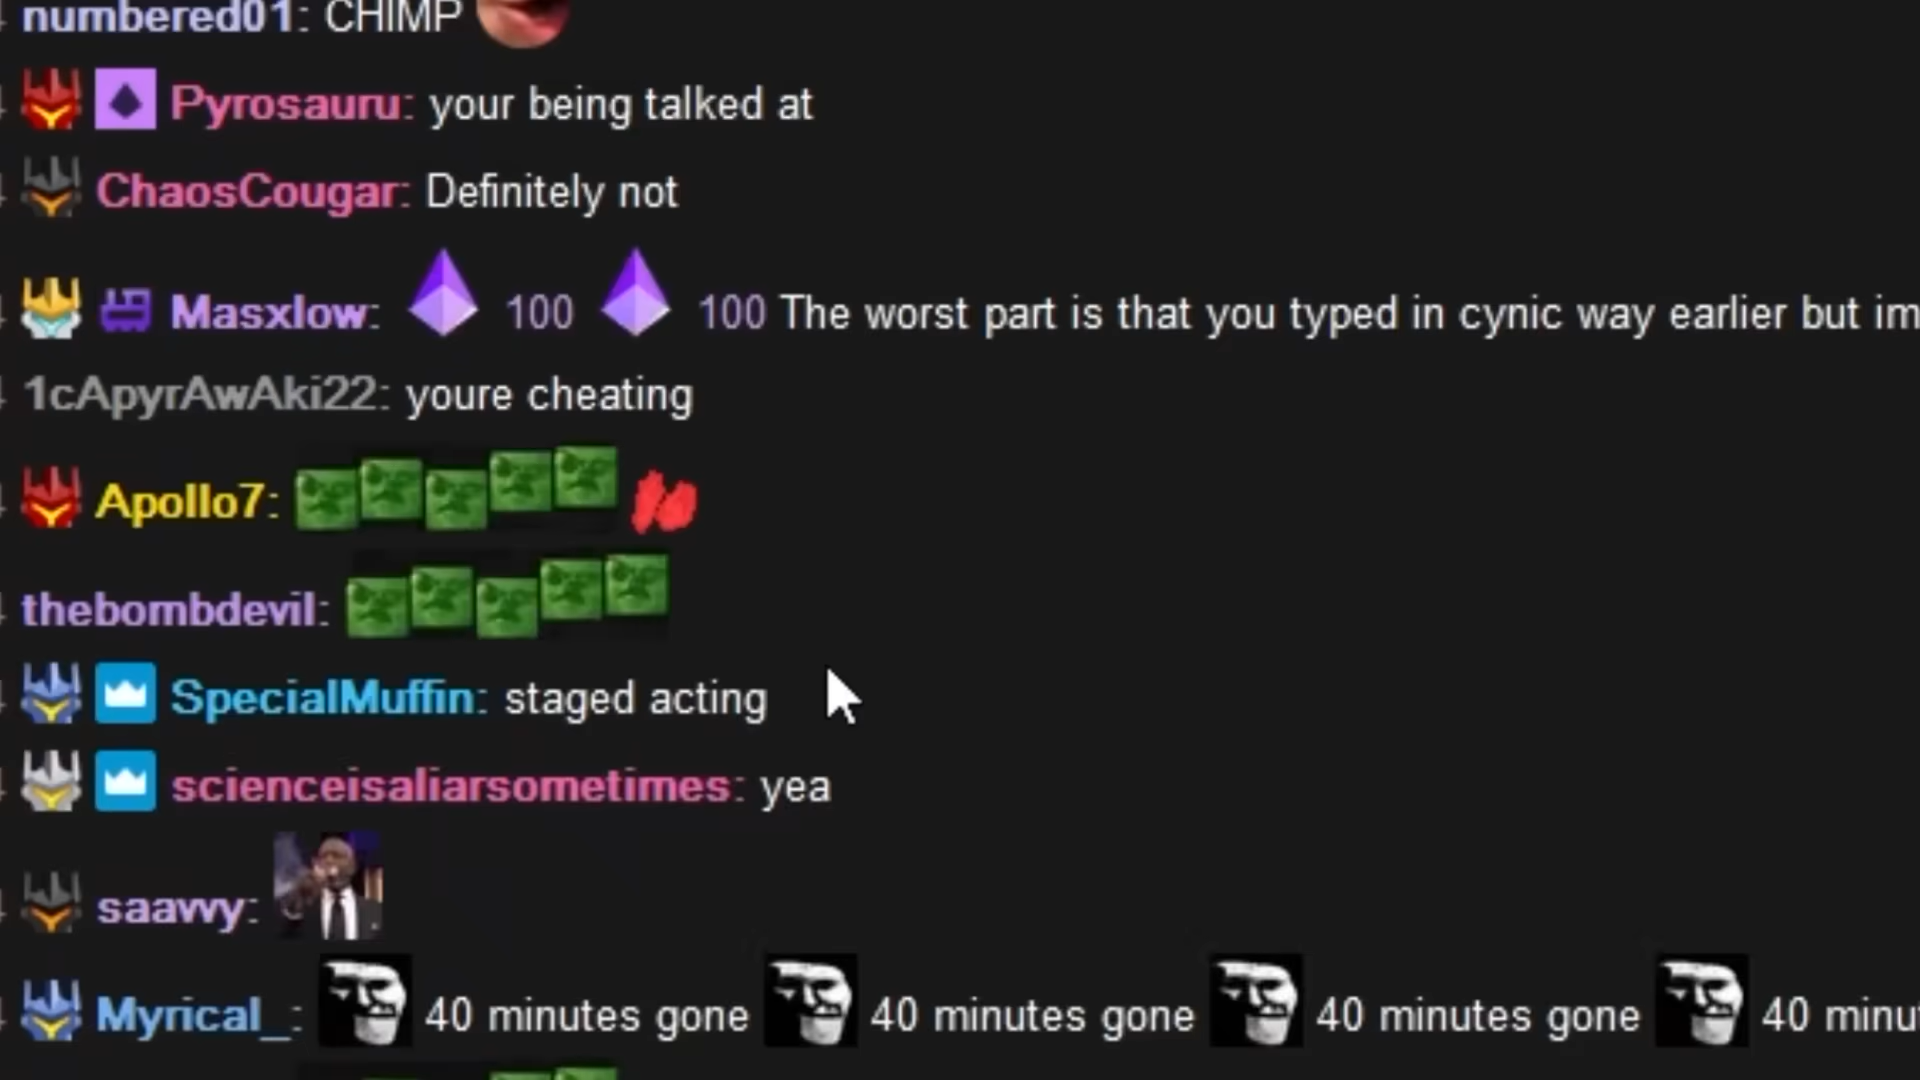 numbered01: CHIMP
Pyrosauru: your being talked at
ChaosCougar: Definitely not
Masxlow: 100 100 The worst part is that you typed in cynic way earlier but im
1cApyrAwAki22: youre cheating
Apollo7:
thebombdevil:
SpecialMuffin: staged acting
scienceisaliarsometimes: yea
saavvy:
Myrical_: 40 minutes gone 40 minutes gone 40 minutes gone 40 minu